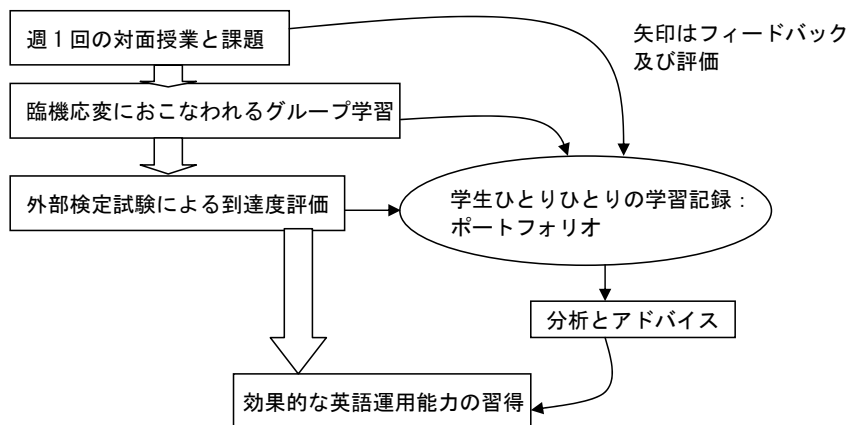 週1回の対面授業と課題
矢印はフィードバック
及び評価
臨機応変におこなわれるグループ学習
外部検定試験による到達度評価
学生ひとりひとりの学習記録：
ポートフォリオ
分析とアドバイス
効果的な英語運用能力の習得